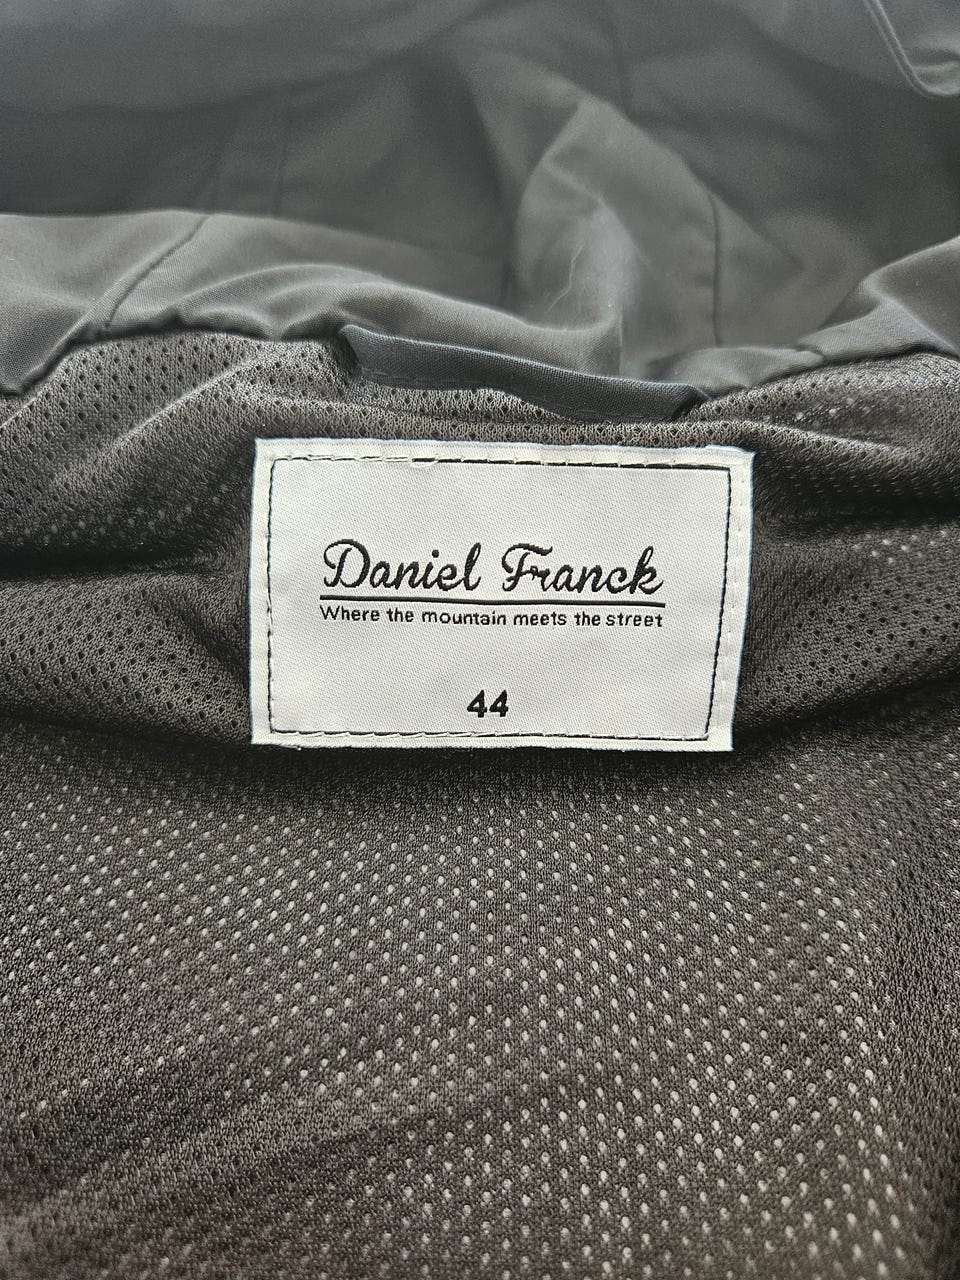 Daniel Franck
Where the mountain meets the street
44